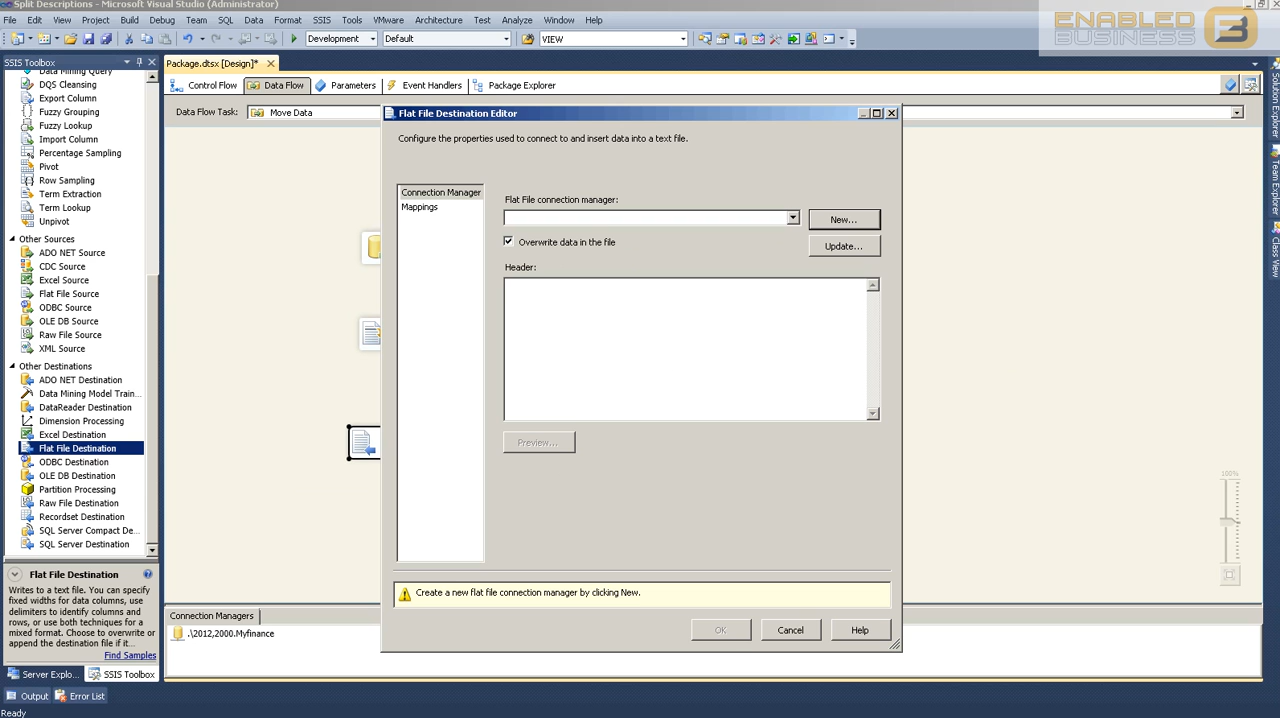 Split Descriptions - Microsoft Visual Studio (Administrator)
File Edit View Project Build Debug Team SQL Data Format SSIS Tools VMware Architecture Test Analyze Window Help
Development Default VIEW
ENABLED
BUSINESS
SSIS Toolbox
Package.dtsx [Design]*
Data Mining Query
DQS Cleansing
Export Column
Fuzzy Grouping
Fuzzy Lookup
Import Column
Percentage Sampling
Pivot
Row Sampling
Term Extraction
Term Lookup
Unpivot
Other Sources
ADO NET Source
CDC Source
Excel Source
Flat File Source
ODBC Source
OLE DB Source
Raw File Source
XML Source
Other Destinations
ADO NET Destination
Data Mining Model Train...
DataReader Destination
Dimension Processing
Excel Destination
Flat File Destination
ODBC Destination
OLE DB Destination
Partition Processing
Raw File Destination
Recordset Destination
SQL Server Compact De...
SQL Server Destination
Flat File Destination
Writes to a text file. You can specify
fixed widths for data columns, use
delimiters to identify columns and
rows, or use both techniques for a
mixed format. Choose to overwrite or
append the destination file if it...
Find Samples
Server Explo...
SSIS Toolbox
Control Flow
Data Flow
Parameters
Event Handlers
Package Explorer
Data Flow Task:
Move Data
Flat File Destination Editor
Configure the properties used to connect to and insert data into a text file.
Connection Manager
Mappings
Flat File connection manager:
New...
Overwrite data in the file
Update...
Header:
Preview...
Create a new flat file connection manager by clicking New.
OK
Cancel
Help
100%
Connection Managers
.\2012,2000.Myfinance
Solution Explorer
Team Explorer
Class View
Output
Error List
Ready